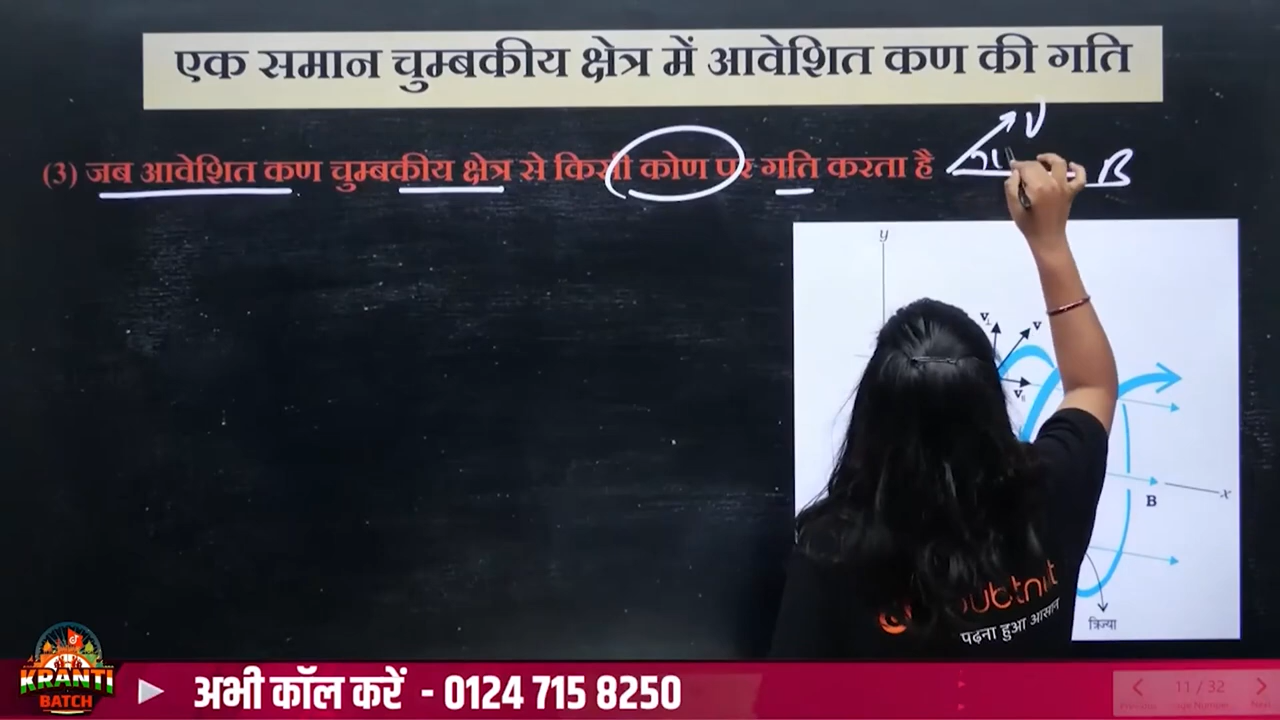 एक समान चुम्बकीय क्षेत्र में आवेशित कण की गति
(3) जब आवेशित कण चुम्बकीय क्षेत्र से किसी कोण पर गति करता है
v
B
y
v⊥
v
v||
B
x
त्रिज्या
पढ़ना हुआ आसान
KRANTI
BATCH
अभी कॉल करें - 0124 715 8250
11 / 32